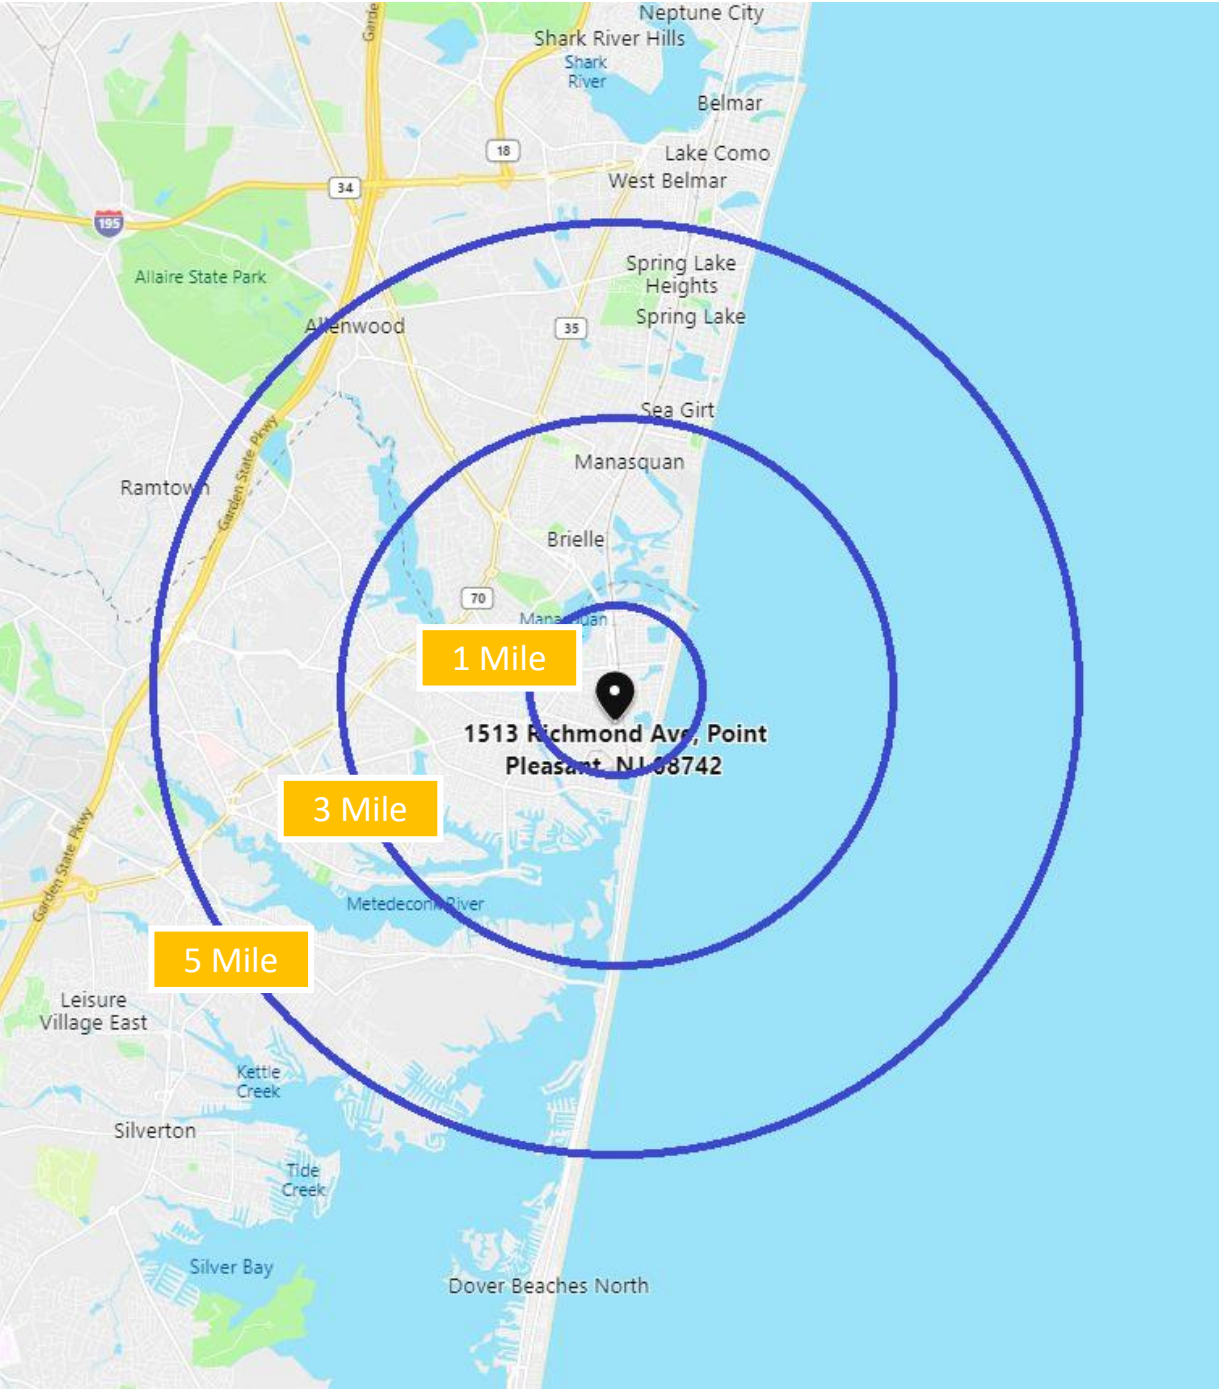 Neptune City
Shark River Hills
Shark
River
Belmar
18
Lake Como
West Belmar
34
195
Allaire State Park
Spring Lake
Heights
Spring Lake
35
Allenwood
Sea Girt
Manasquan
Garden State Pkwy
Ramtown
Brielle
70
Manasquan
1 Mile
1513 Richmond Ave, Point
Pleasant, NJ 08742
3 Mile
Garden State Pkwy
Metedeconk River
5 Mile
Leisure
Village East
Kettle
Creek
Silverton
Tide
Creek
Silver Bay
Dover Beaches North
Garde